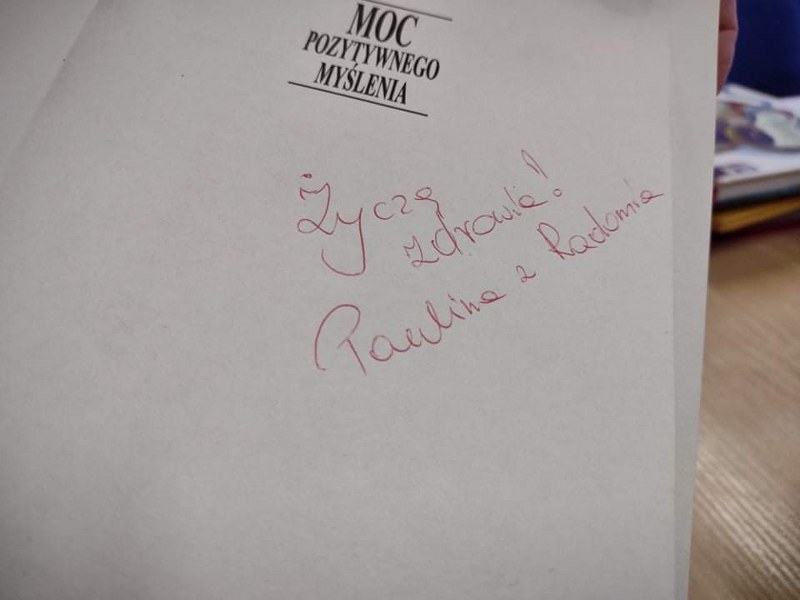 MOC
POZYTYWNEGO
MYŚLENIA
Życzę
zdrowia!
Paulina z Radomia